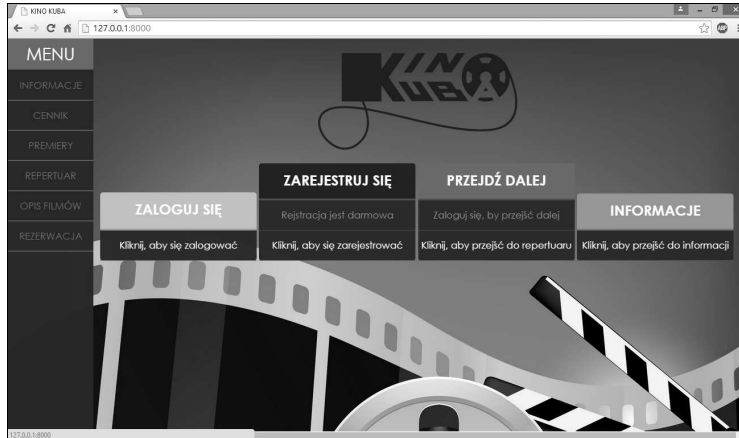 KINO KUBA
127.0.0.1:8000
ABP
MENU
INFORMACJE
CENNIK
PREMIERY
REPERTUAR
OPIS FILMÓW
REZERWACJA
KINO
KUBA
ZALOGUJ SIĘ
Kliknij, aby się zalogować
ZAREJESTRUJ SIĘ
Rejstracja jest darmowa
Kliknij, aby się zarejestrować
PRZEJDŹ DALEJ
Zaloguj się, by przejść dalej
Kliknij, aby przejść do repertuaru
INFORMACJE
Kliknij, aby przejść do informacji
127.0.0.1:8000